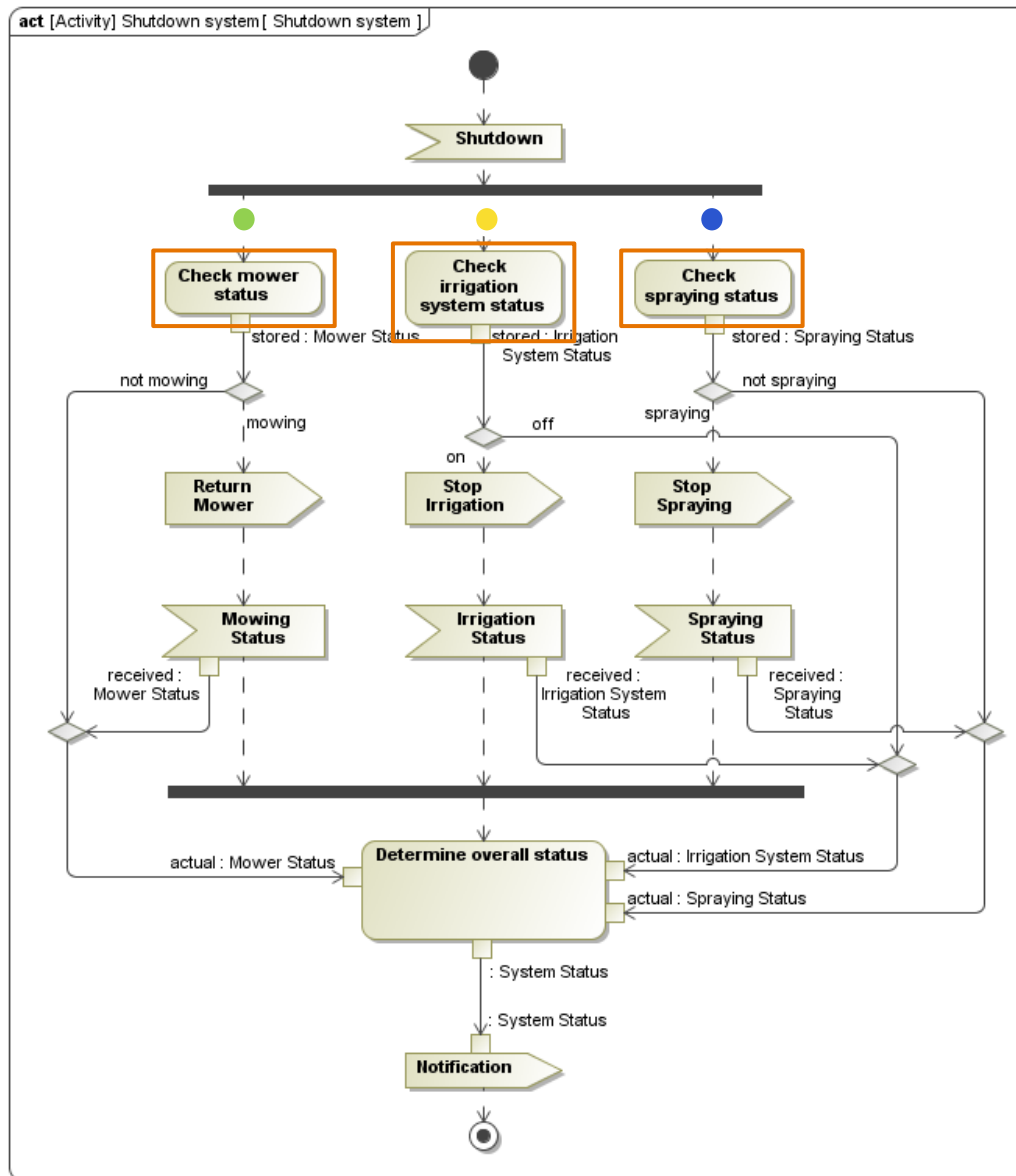 act [Activity] Shutdown system[ Shutdown system ]
Shutdown
Check mower
status
Check
irrigation
system status
Check
spraying status
stored : Mower Status
stored : Irrigation
System Status
stored : Spraying Status
not mowing
mowing
off
on
spraying
not spraying
Return
Mower
Stop
Irrigation
Stop
Spraying
Mowing
Status
Irrigation
Status
Spraying
Status
received :
Mower Status
received :
Irrigation System
Status
received :
Spraying
Status
Determine overall status
actual : Mower Status
actual : Irrigation System Status
actual : Spraying Status
: System Status
: System Status
Notification